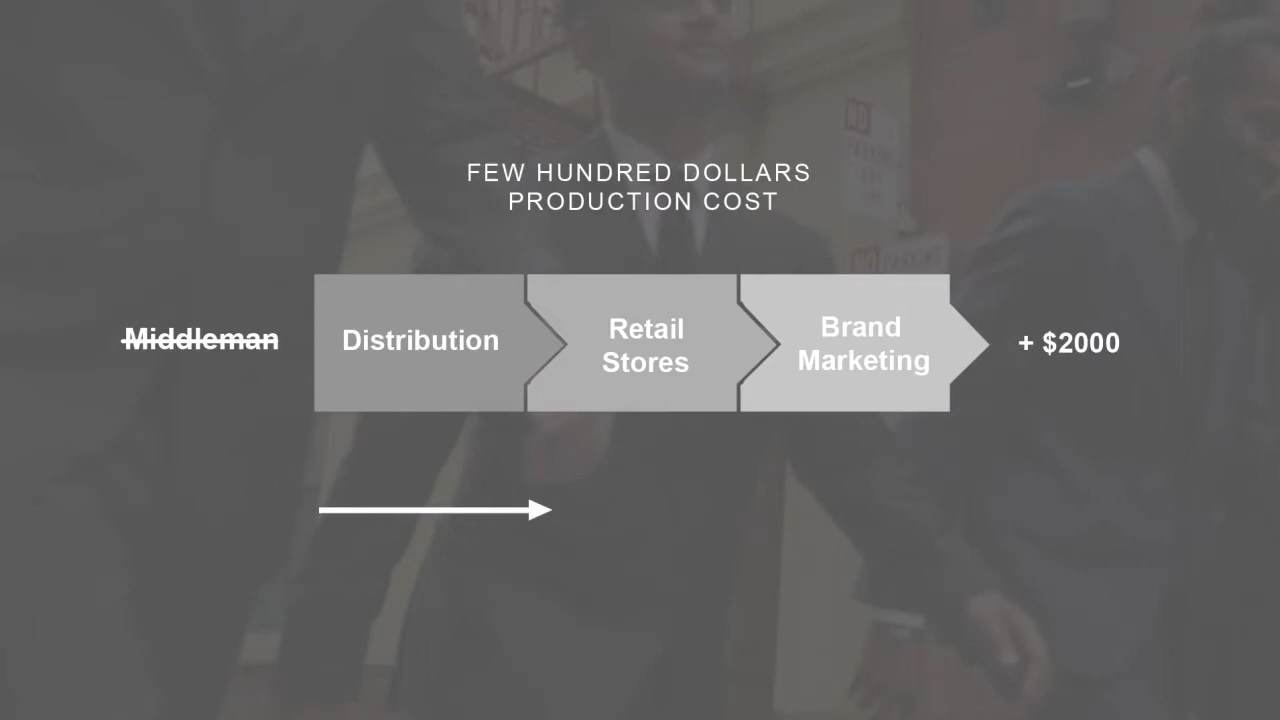 FEW HUNDRED DOLLARS
PRODUCTION COST
Middleman
Distribution
Retail
Stores
Brand
Marketing
+ $2000